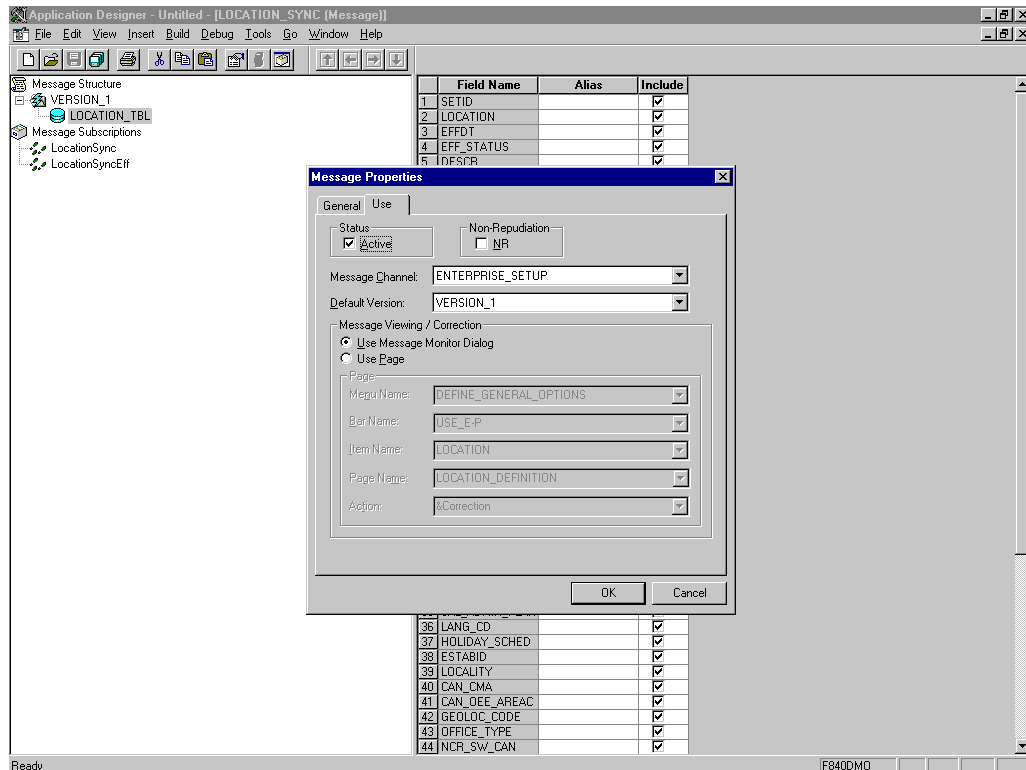 Application Designer - Untitled - [LOCATION_SYNC (Message)]
File Edit View Insert Build Debug Tools Go Window Help
Message Structure
VERSION_1
LOCATION_TBL
Message Subscriptions
LocationSync
LocationSyncEff
Field Name Alias Include
1 SETID
2 LOCATION
3 EFFDT
4 EFF_STATUS
5 DESCR
Message Properties
General Use
Status
Active
Non-Repudiation
NR
Message Channel: ENTERPRISE_SETUP
Default Version: VERSION_1
Message Viewing / Correction
Use Message Monitor Dialog
Use Page
Page
Menu Name: DEFINE_GENERAL_OPTIONS
Bar Name: USE_E-P
Item Name: LOCATION
Page Name: LOCATION_DEFINITION
Action: &Correction
OK Cancel
36 LANG_CD
37 HOLIDAY_SCHED
38 ESTABID
39 LOCALITY
40 CAN_CMA
41 CAN_OEE_AREAC
42 GEOLOC_CODE
43 OFFICE_TYPE
44 NCR_SW_CAN
Ready F840DMO